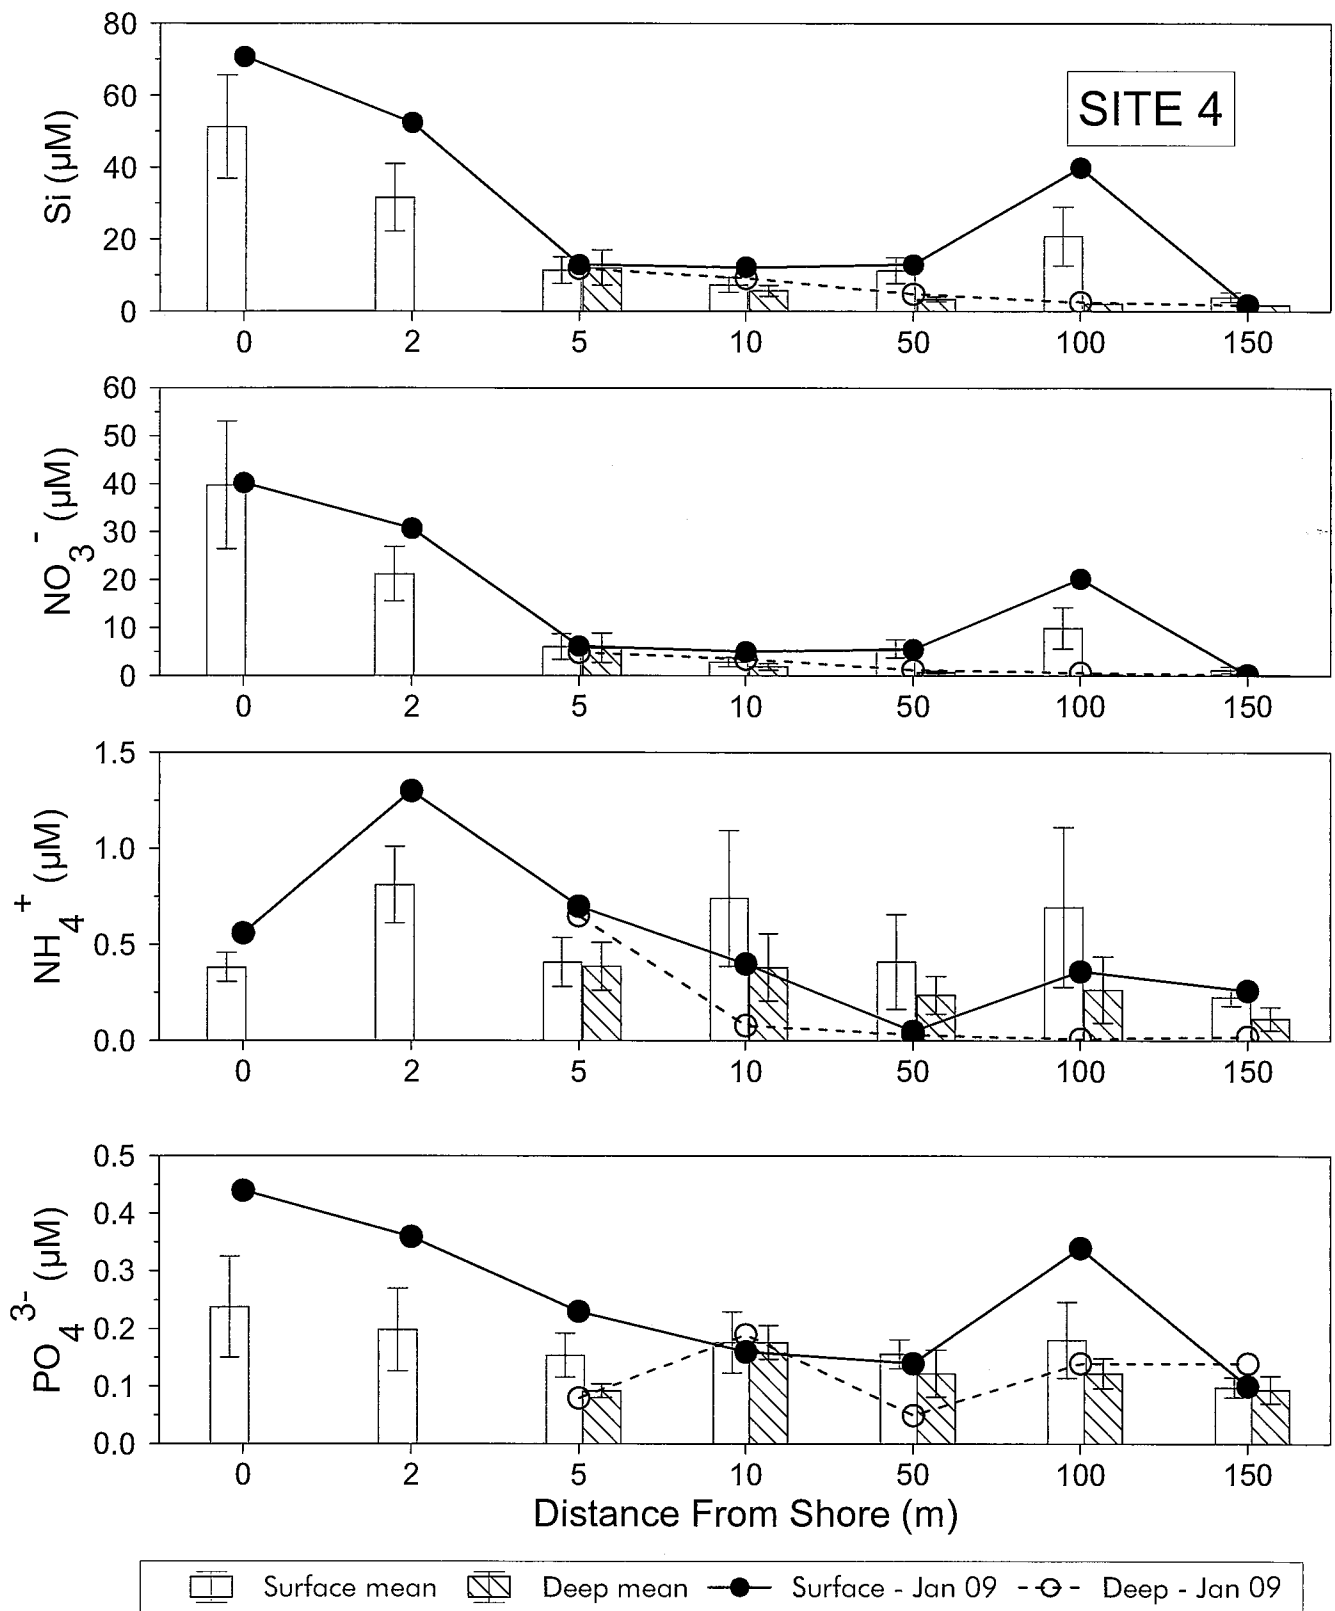 SITE 4
Si (µM)
80
60
40
20
0
0 2 5 10 50 100 150
NO3- (µM)
60
50
40
30
20
10
0
0 2 5 10 50 100 150
NH4+ (µM)
1.5
1.0
0.5
0.0
0 2 5 10 50 100 150
PO43- (µM)
0.5
0.4
0.3
0.2
0.1
0.0
0 2 5 10 50 100 150
Distance From Shore (m)
Surface mean Deep mean Surface - Jan 09 Deep - Jan 09